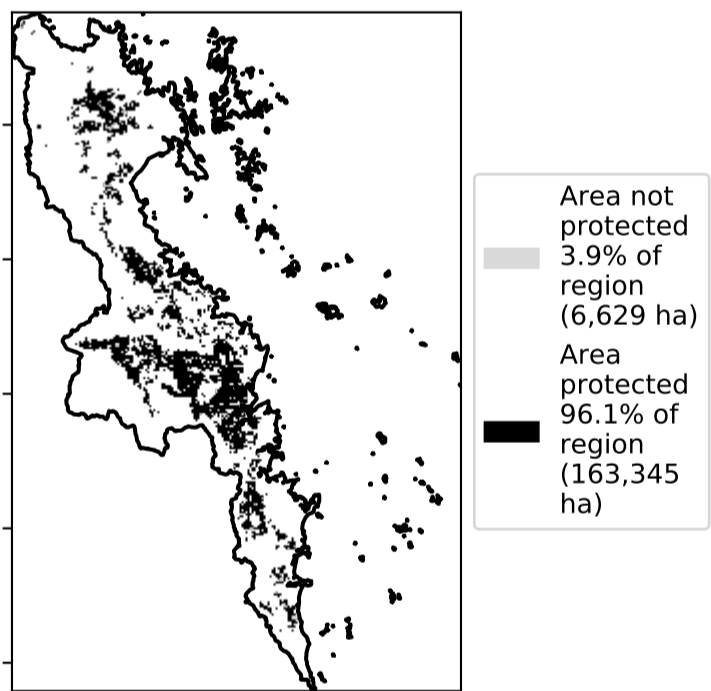 Area not
protected
3.9% of
region
(6,629 ha)
Area
protected
96.1% of
region
(163,345
ha)